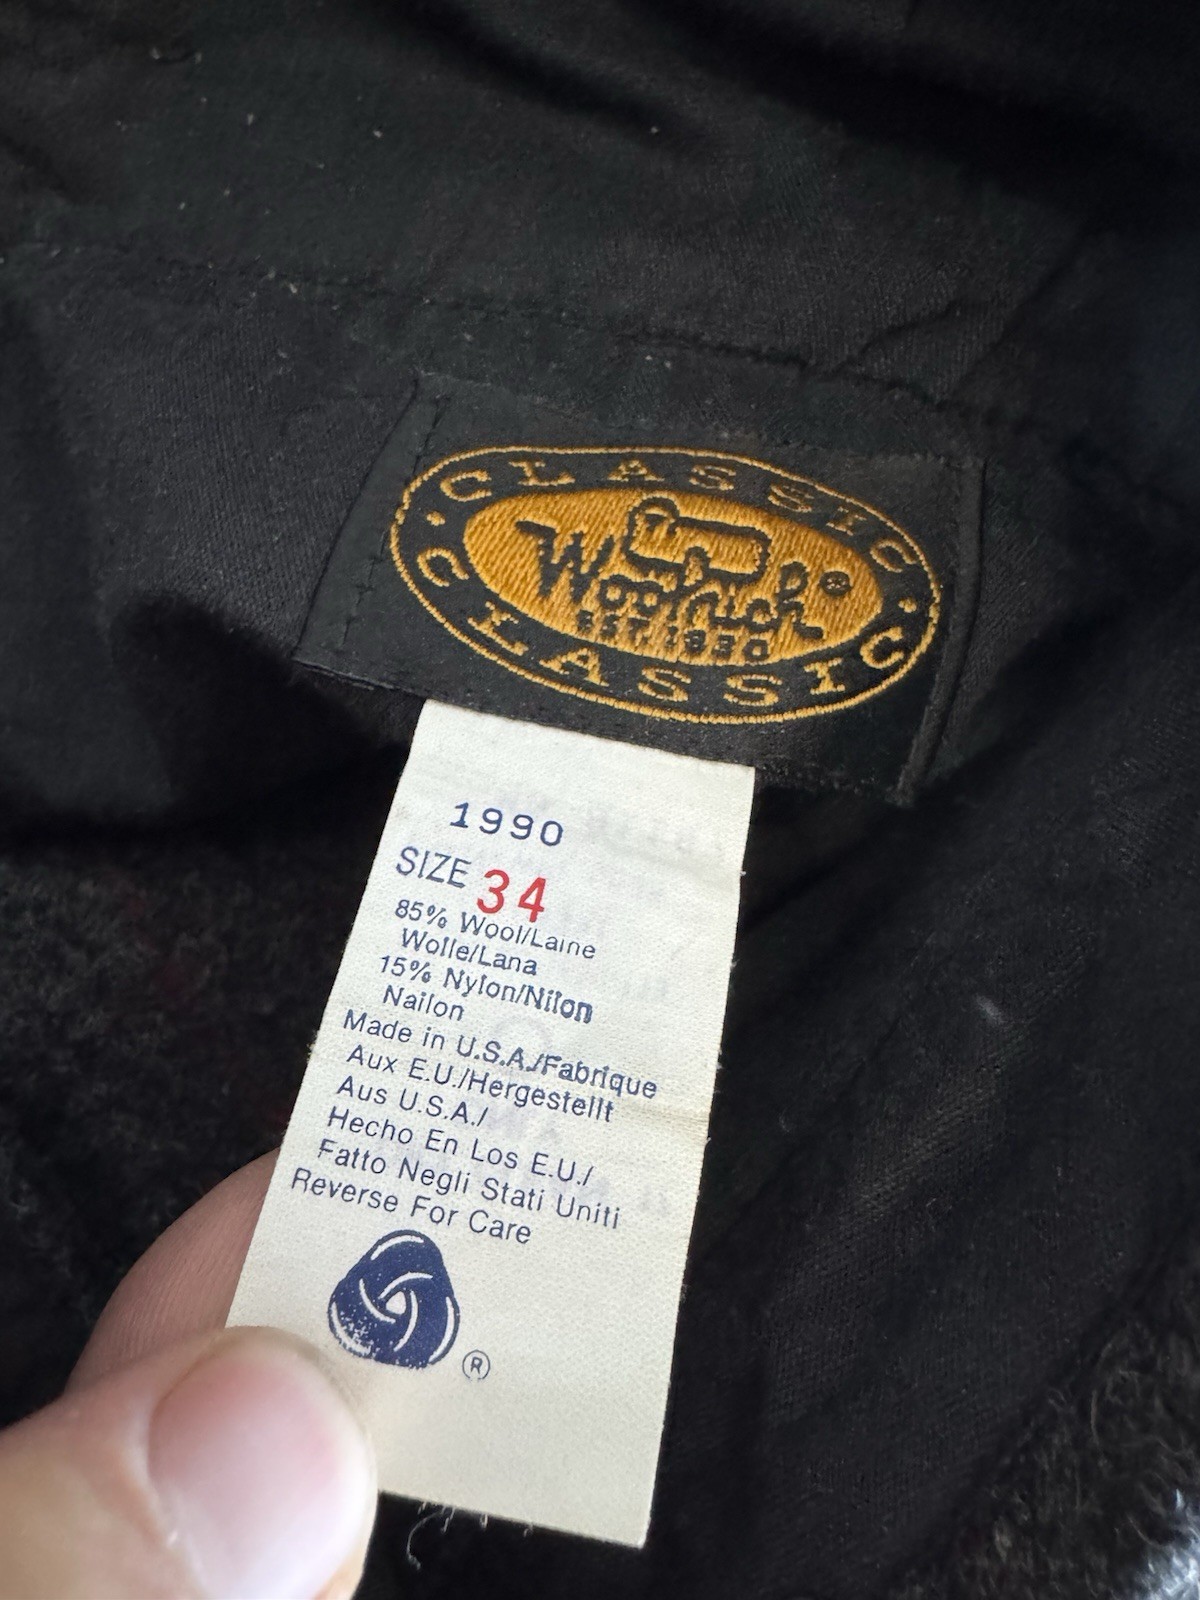 CLASSIC
Woolrich®
EST. 1830
CLASSIC
1990
SIZE 34
85% Wool/Laine
Wolle/Lana
15% Nylon/Nilon
Nailon
Made in U.S.A./Fabrique
Aux E.U./Hergestellt
Aus U.S.A./
Hecho En Los E.U./
Fatto Negli Stati Uniti
Reverse For Care
®